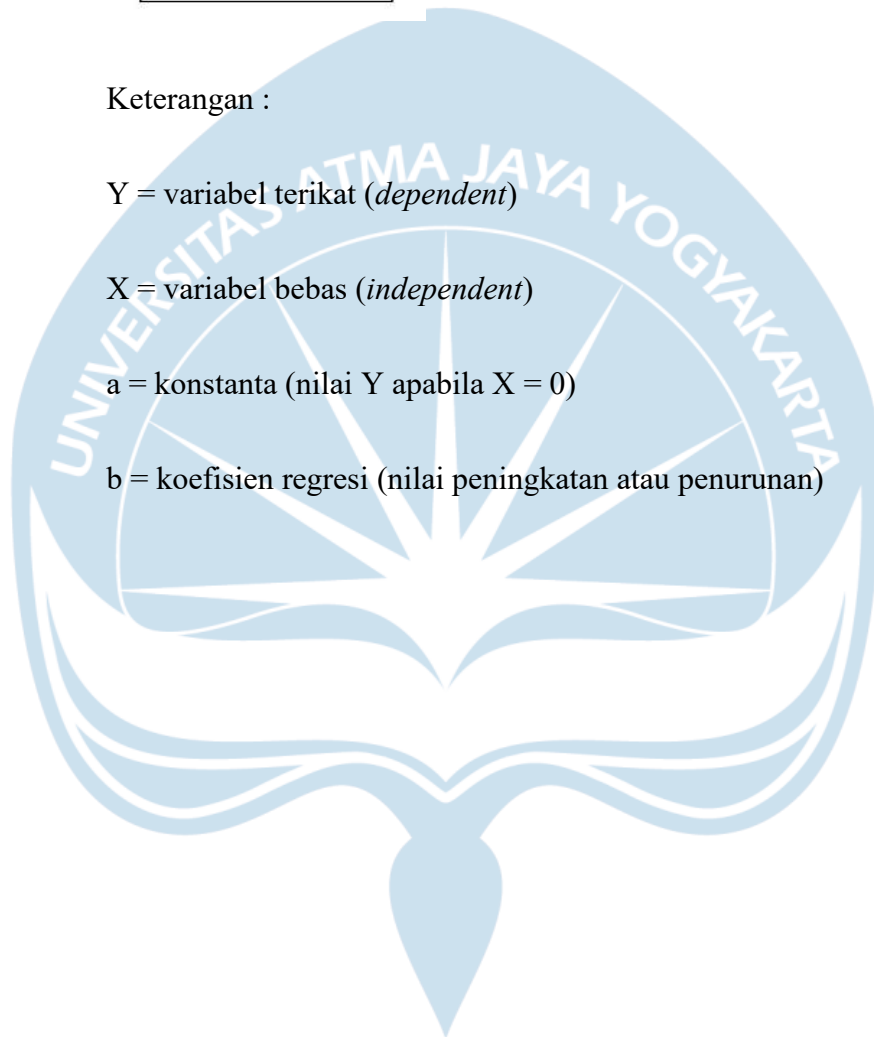 Keterangan :
UNIVERSITAS ATMA JAYA YOGYAKARTA
Y = variabel terikat (dependent)
X = variabel bebas (independent)
a = konstanta (nilai Y apabila X = 0)
b = koefisien regresi (nilai peningkatan atau penurunan)